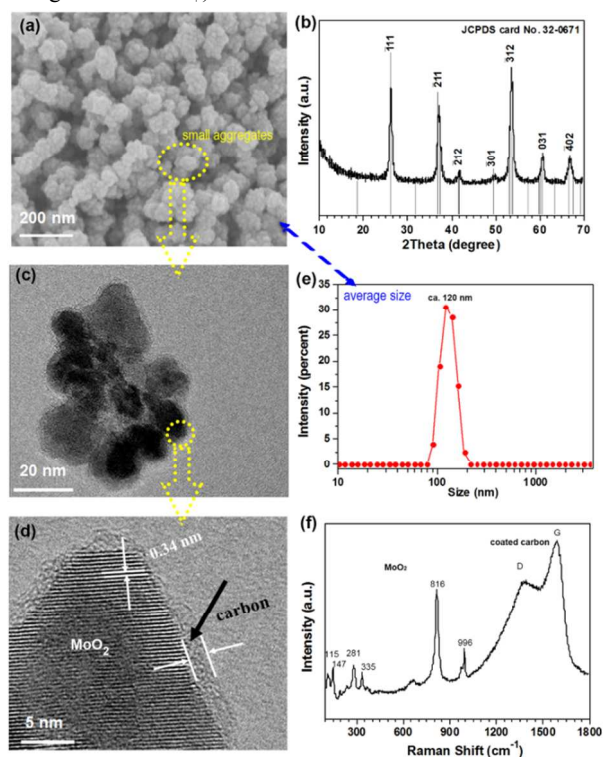 (a)
small aggregates
200 nm
(b)
JCPDS card No. 32-0671
111
211
212
301
312
031
402
Intensity (a.u.)
10 20 30 40 50 60 70
2Theta (degree)
(c)
20 nm
average size
(e)
ca. 120 nm
35
30
25
20
15
10
5
0
Intensity (percent)
10 100 1000
Size (nm)
(d)
0.34 nm
carbon
MoO2
5 nm
(f)
coated carbon
G
D
MoO2
816
996
115
147
281
335
Intensity (a.u.)
300 600 900 1200 1500 1800
Raman Shift (cm-1)